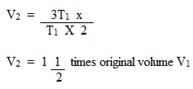 V₂ = 3T₁ x
T₁ X 2
V₂ = 1 1 times original volume V₁
2